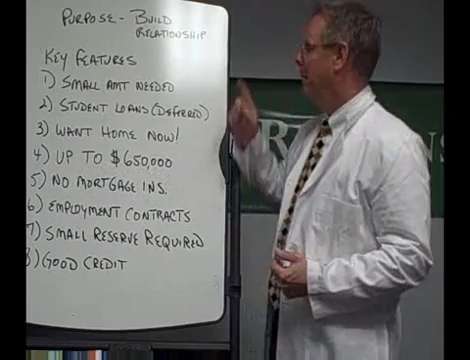 PURPOSE - BUILD
RELATIONSHIP
KEY FEATURES
1) SMALL AMT NEEDED
2) STUDENT LOANS (DEFERRED)
3) WANT HOME NOW!
4) UP TO $650,000
5) NO MORTGAGE INS.
6) EMPLOYMENT CONTRACTS
7) SMALL RESERVE REQUIRED
8) GOOD CREDIT